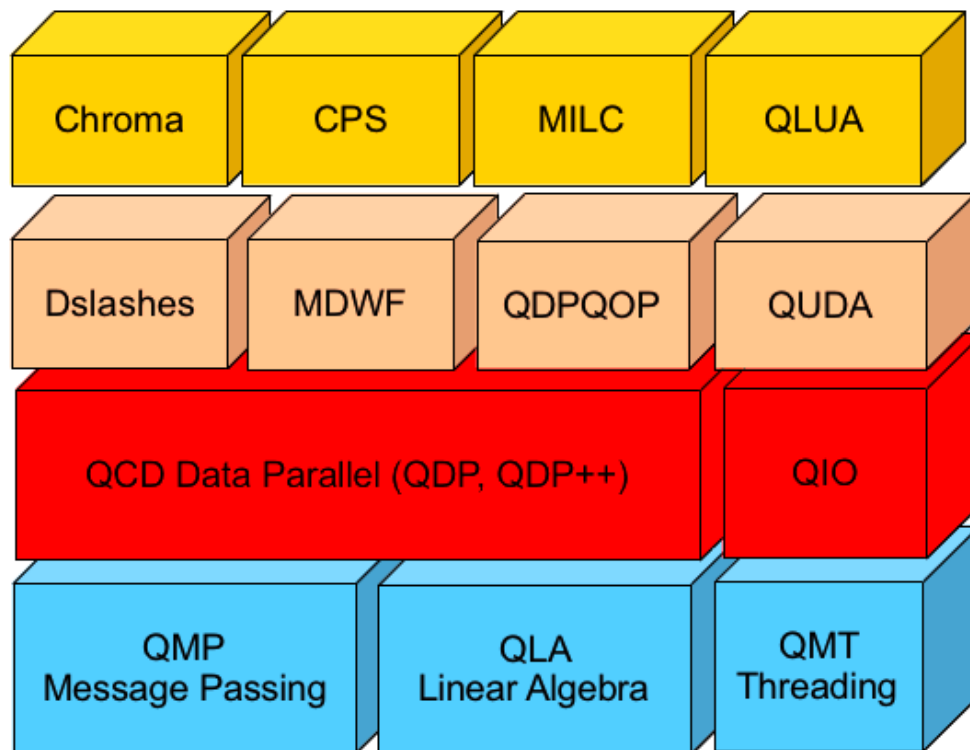 Chroma
CPS
MILC
QLUA
Dslashes
MDWF
QDPQOP
QUDA
QCD Data Parallel (QDP, QDP++)
QIO
QMP
Message Passing
QLA
Linear Algebra
QMT
Threading